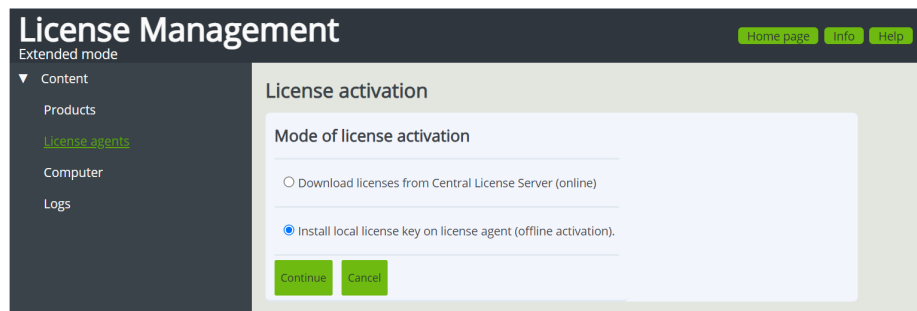 License Management
Extended mode
Home page Info Help
▼ Content
Products
License agents
Computer
Logs
License activation
Mode of license activation
Download licenses from Central License Server (online)
Install local license key on license agent (offline activation).
Continue Cancel